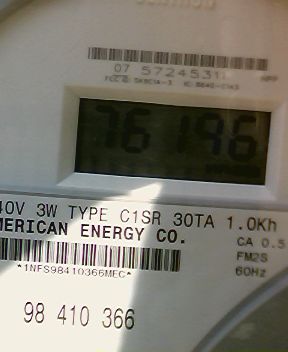 07 5724531
76196
40V 3W TYPE C1SR 30TA 1.0Kh
MERICAN ENERGY CO.
CA 0.5
FM2S
60Hz
*1NFS98410366MEC*
98 410 366